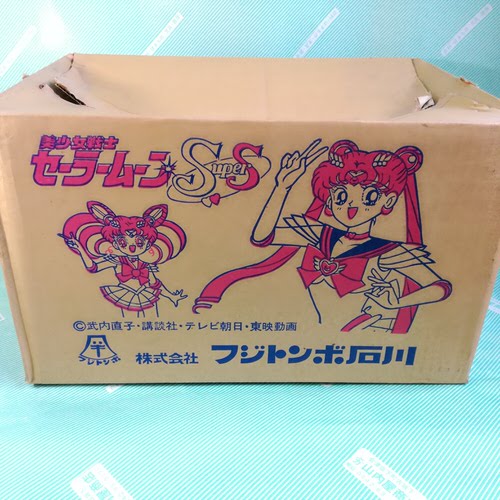 美少女戦士
セーラームーン SuperS
©武内直子・講談社・テレビ朝日・東映動画
フジトンボ
株式会社 フジトンボ石川